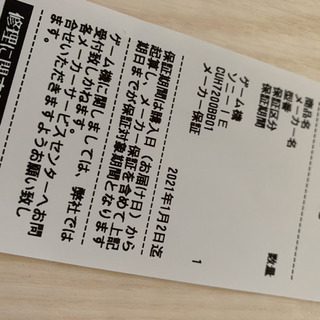 数量
商品名
メーカー名
型番
保証区分
保証期間
ゲーム機
ソニー E
CUH7200BB01
メーカー保証
2021年1月2日迄
1
保証期間は購入日(お届け日)から
起算し、メーカー保証を含めて上記
期日までが保証対象期間となります
ゲーム機に関しましては、弊社では
受付致しかねます。
各メーカーサービスセンターへお問
合せいただきますようお願い致し
ます。
修理に関す